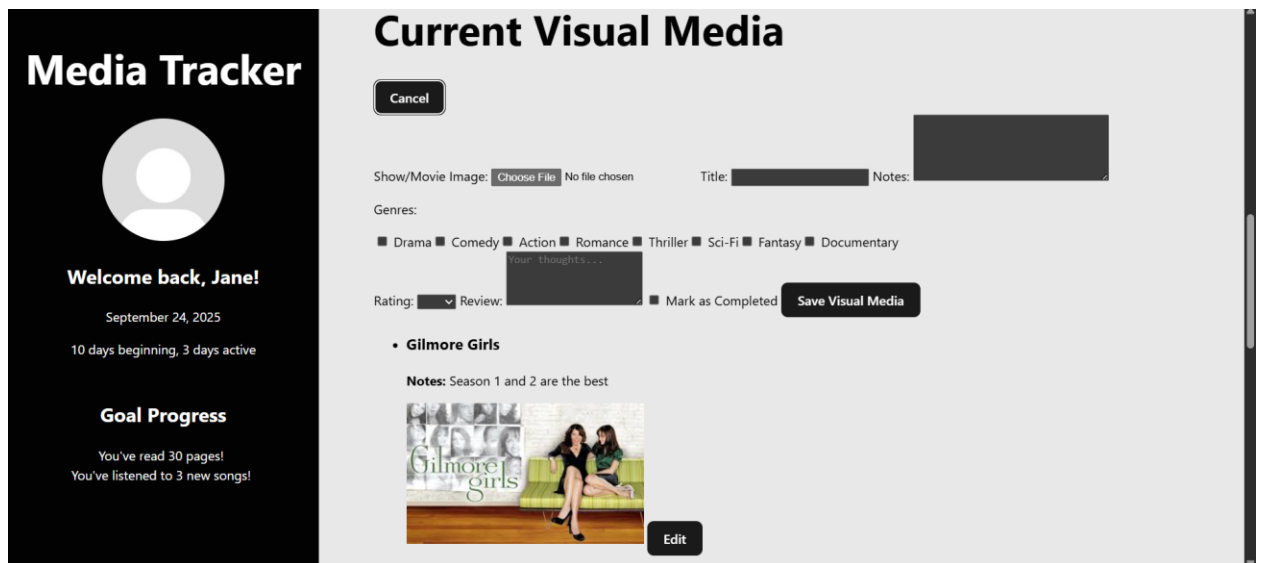 Media Tracker
Welcome back, Jane!
September 24, 2025
10 days beginning, 3 days active
Goal Progress
You've read 30 pages!
You've listened to 3 new songs!
Current Visual Media
Cancel
Show/Movie Image: Choose File No file chosen Title: Notes:
Genres:
Drama Comedy Action Romance Thriller Sci-Fi Fantasy Documentary
Your thoughts...
Rating: Review: Mark as Completed Save Visual Media
• Gilmore Girls
Notes: Season 1 and 2 are the best
Gilmore
girls
Edit